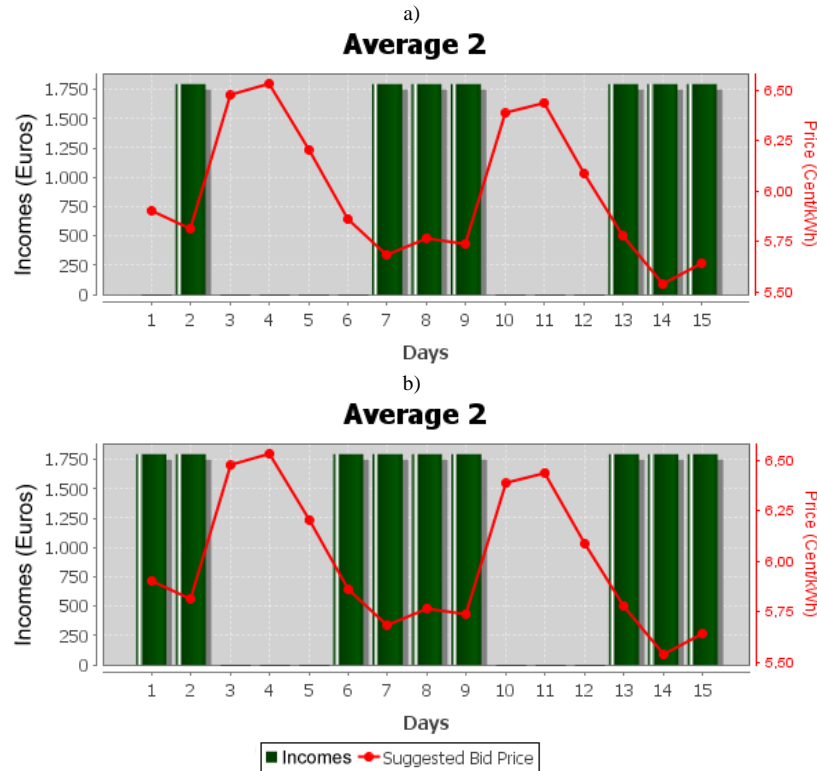 a)
Average 2
1.750
1.500
1.250
1.000
750
500
250
0
Incomes (Euros)
6,50
6,25
6,00
5,75
5,50
Price (Cent/kWh)
1 2 3 4 5 6 7 8 9 10 11 12 13 14 15
Days
b)
Average 2
1.750
1.500
1.250
1.000
750
500
250
0
Incomes (Euros)
6,50
6,25
6,00
5,75
5,50
Price (Cent/kWh)
1 2 3 4 5 6 7 8 9 10 11 12 13 14 15
Days
Incomes Suggested Bid Price